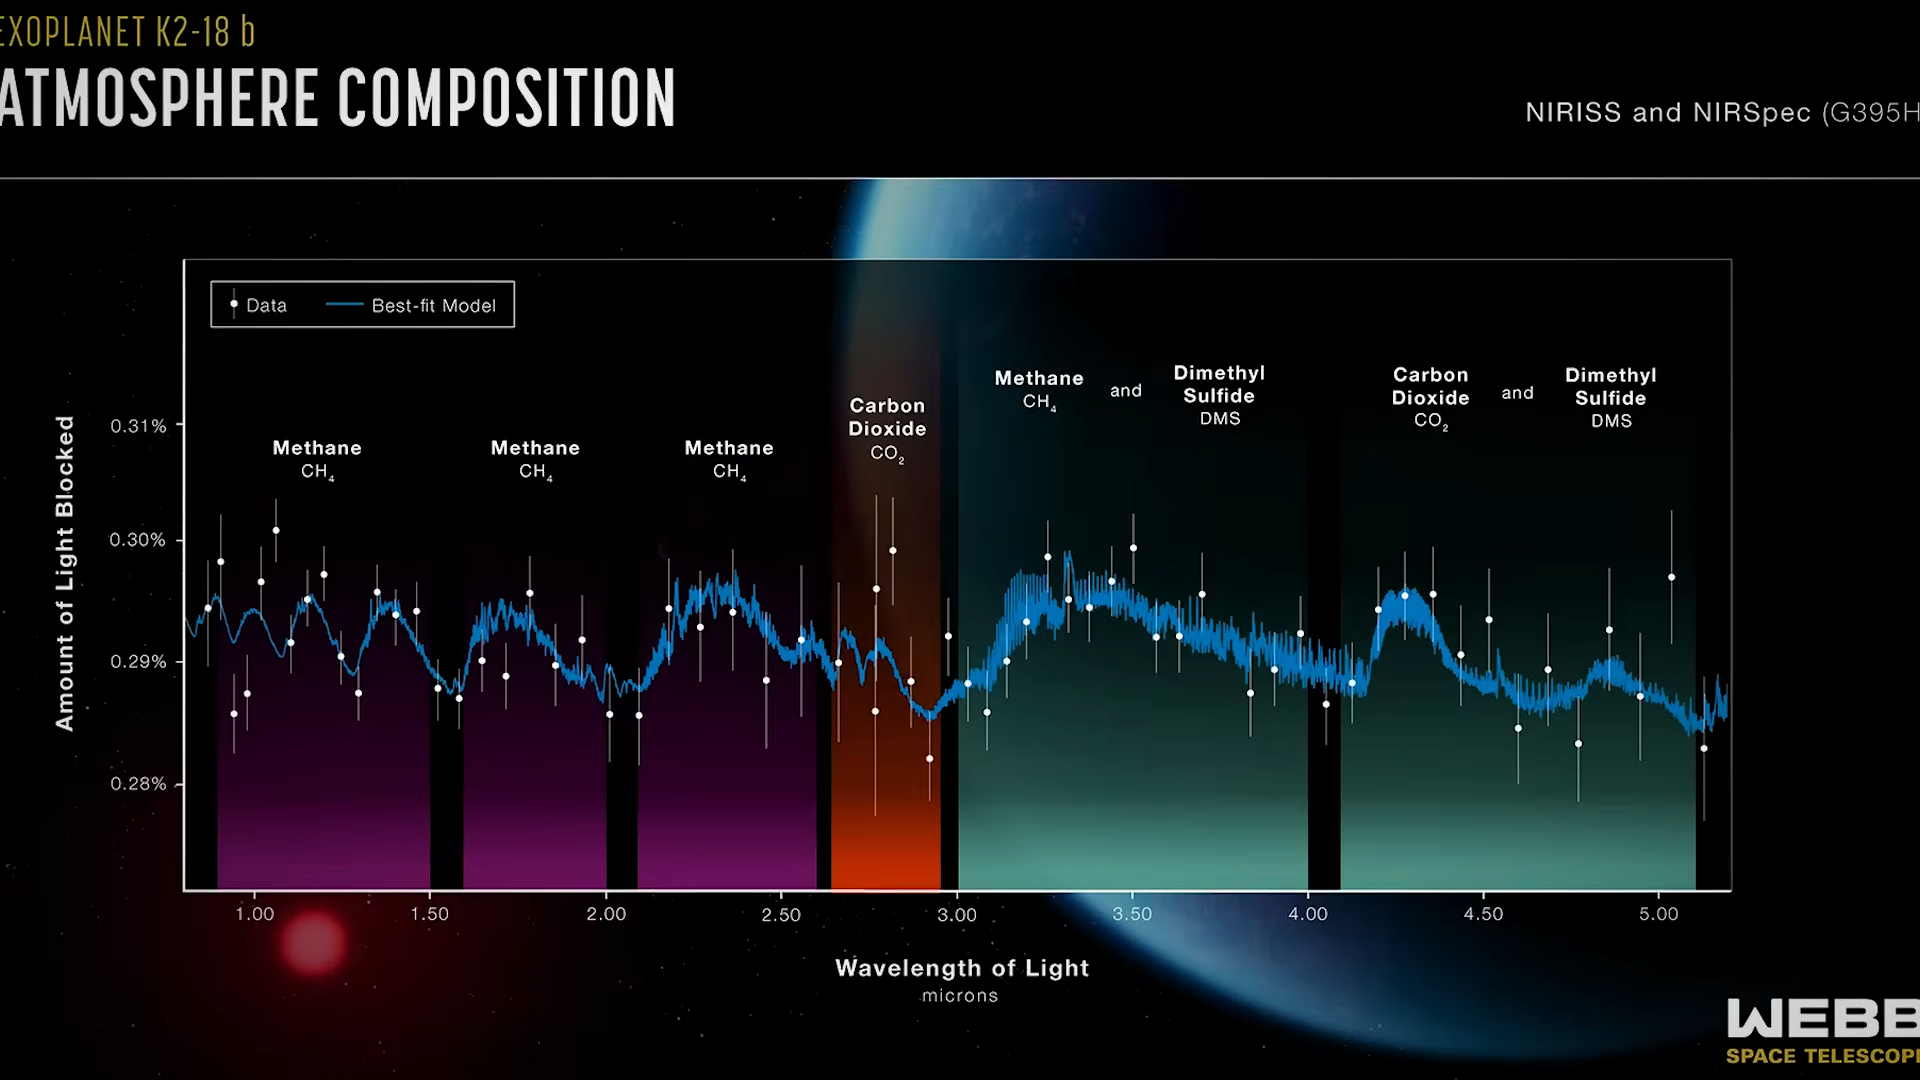 EXOPLANET K2-18 b
ATMOSPHERE COMPOSITION
NIRISS and NIRSpec (G395H
Data Best-fit Model
Amount of Light Blocked
0.31%
0.30%
0.29%
0.28%
Methane
CH₄
Methane
CH₄
Methane
CH₄
Carbon
Dioxide
CO₂
Methane
CH₄
and
Dimethyl
Sulfide
DMS
Carbon
Dioxide
CO₂
and
Dimethyl
Sulfide
DMS
1.00 1.50 2.00 2.50 3.00 3.50 4.00 4.50 5.00
Wavelength of Light
microns
WEBB
SPACE TELESCOPE